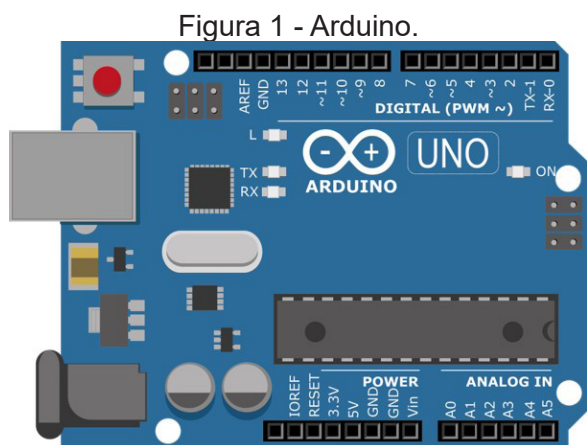 Figura 1 - Arduino.
AREF
GND
13
12
~11
~10
~9
8
7
~6
~5
4
~3
2
TX-1
RX-0
DIGITAL (PWM ~)
L
TX
RX
ARDUINO
UNO
ON
POWER
ANALOG IN
IOREF
RESET
3.3V
5V
GND
GND
Vin
A0
A1
A2
A3
A4
A5